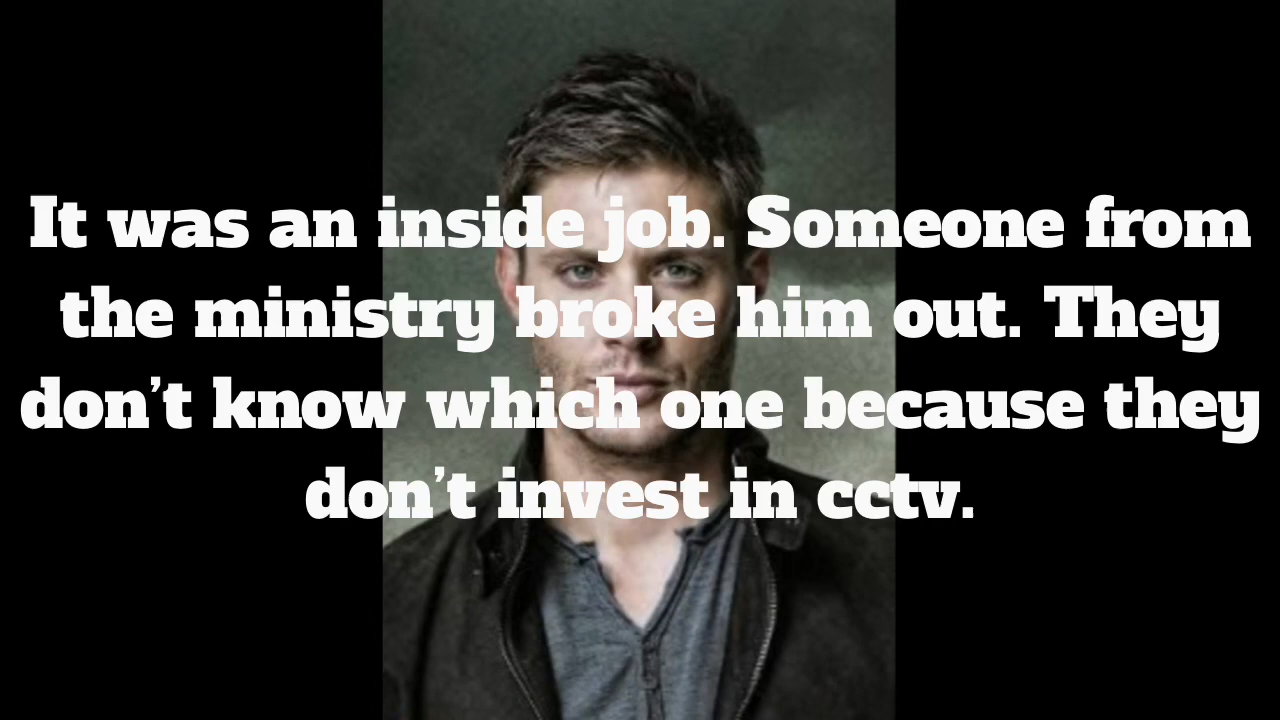 It was an inside job. Someone from
the ministry broke him out. They
don't know which one because they
don't invest in cctv.